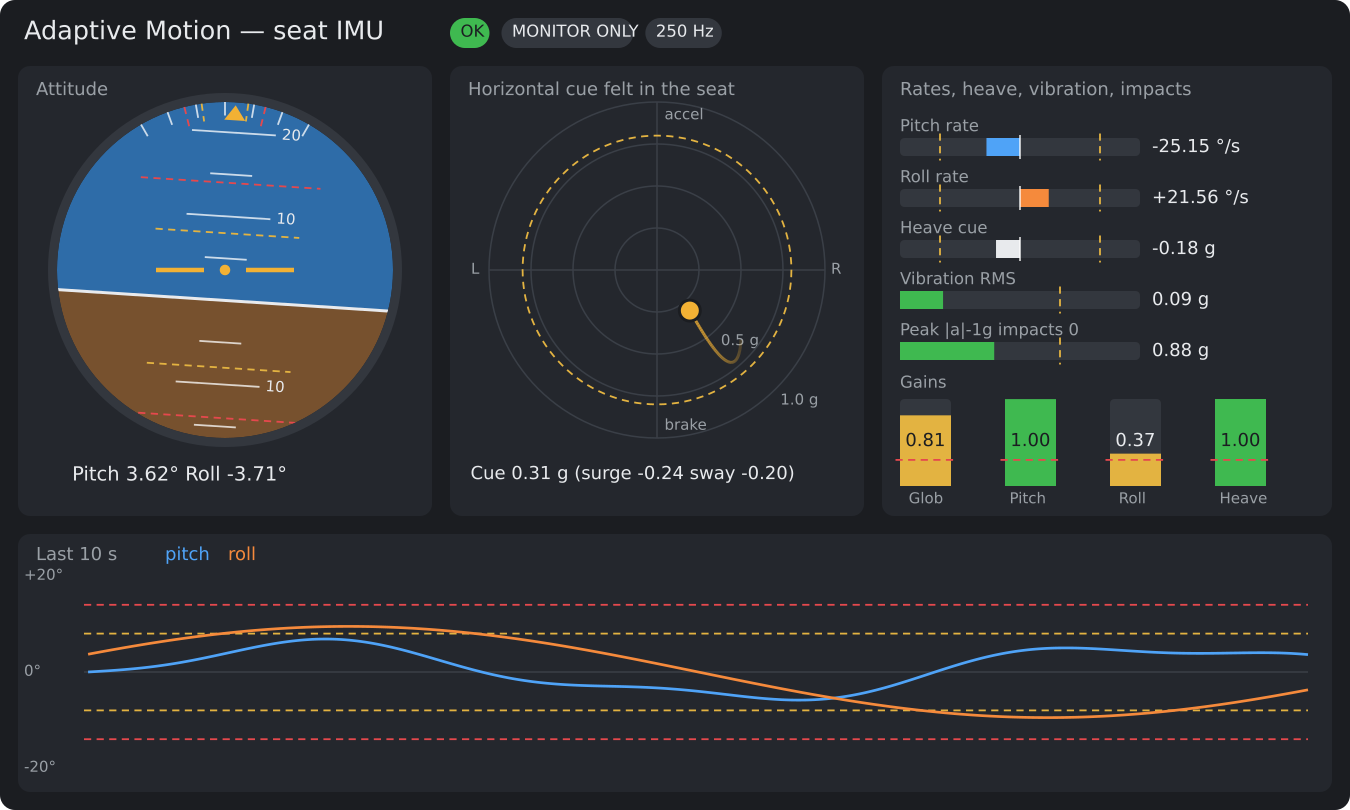 Adaptive Motion — seat IMU
OK
MONITOR ONLY
250 Hz
Attitude
20
10
10
Pitch 3.62° Roll -3.71°
Horizontal cue felt in the seat
accel
L
R
0.5 g
1.0 g
brake
Cue 0.31 g (surge -0.24 sway -0.20)
Rates, heave, vibration, impacts
Pitch rate
-25.15 °/s
Roll rate
+21.56 °/s
Heave cue
-0.18 g
Vibration RMS
0.09 g
Peak |a|-1g impacts 0
0.88 g
Gains
0.81
1.00
0.37
1.00
Glob
Pitch
Roll
Heave
Last 10 s
pitch
roll
+20°
0°
-20°